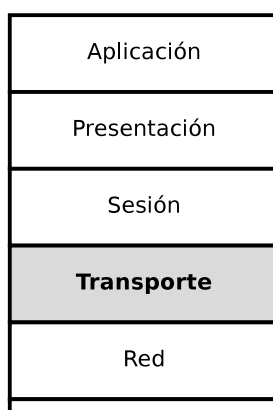 Aplicación
Presentación
Sesión
Transporte
Red